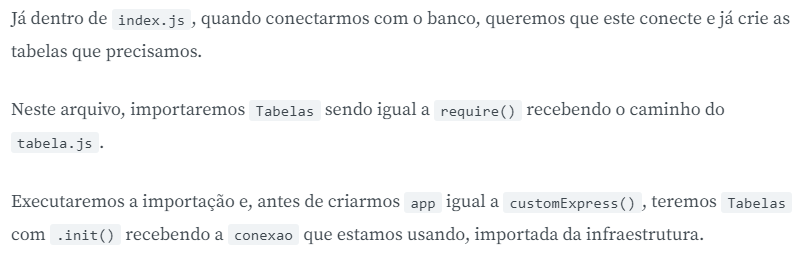 Já dentro de index.js, quando conectarmos com o banco, queremos que este conecte e já crie as
tabelas que precisamos.
Neste arquivo, importaremos Tabelas sendo igual a require() recebendo o caminho do
tabela.js.
Executaremos a importação e, antes de criarmos app igual a customExpress(), teremos Tabelas
com .init() recebendo a conexao que estamos usando, importada da infraestrutura.